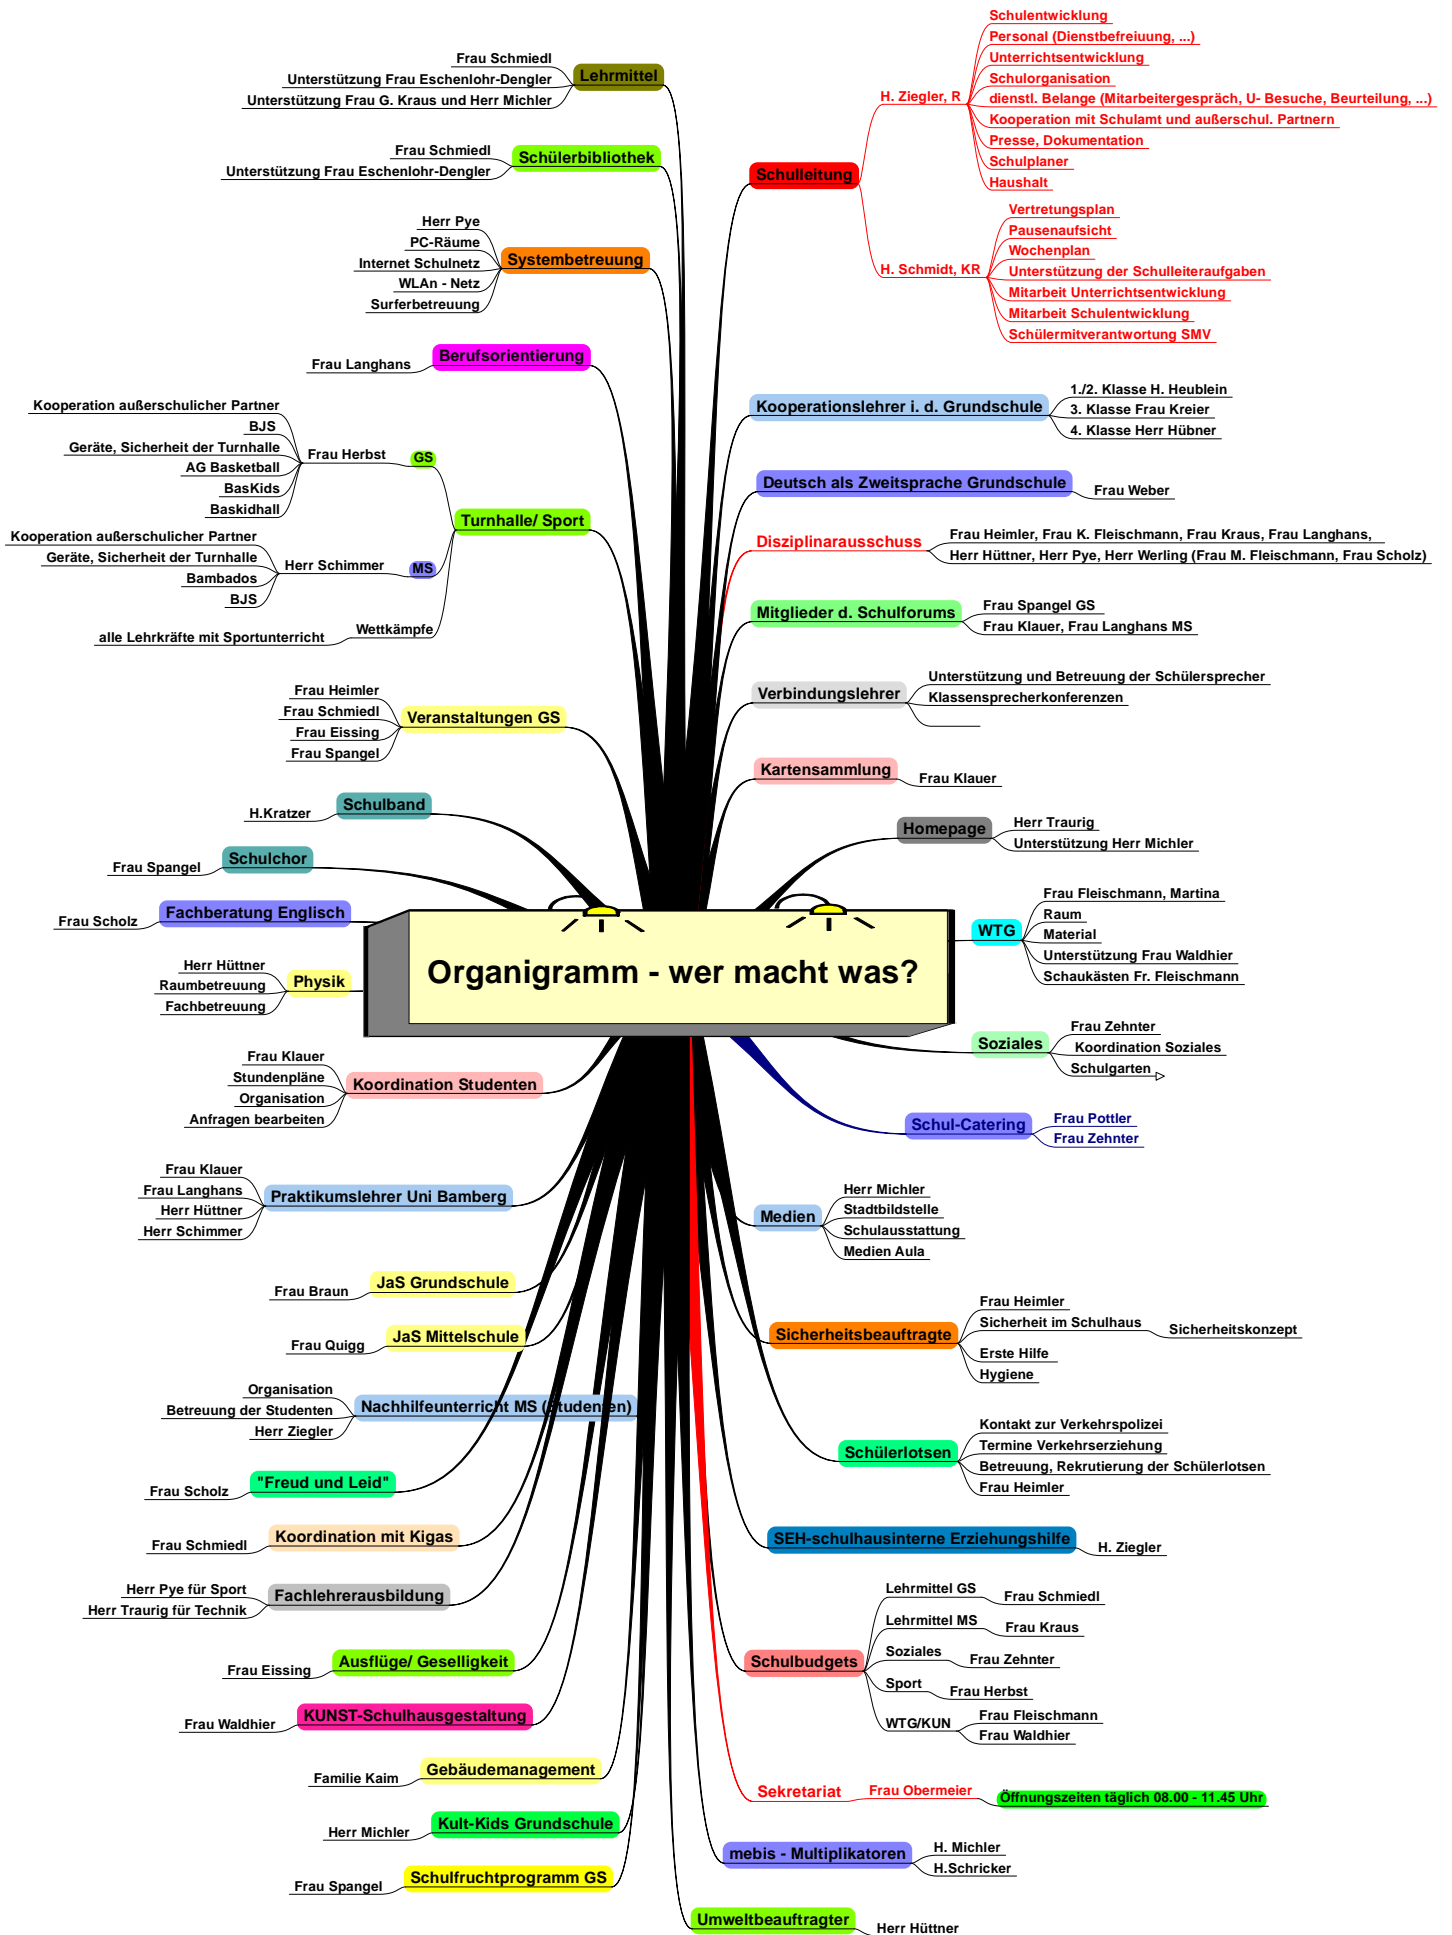 Organigramm - wer macht was?
Lehrmittel
Frau Schmiedl
Unterstützung Frau Eschenlohr-Dengler
Unterstützung Frau G. Kraus und Herr Michler
Schülerbibliothek
Frau Schmiedl
Unterstützung Frau Eschenlohr-Dengler
Systembetreuung
Herr Pye
PC-Räume
Internet Schulnetz
WLAn - Netz
Surferbetreuung
Berufsorientierung
Frau Langhans
Turnhalle/ Sport
GS
Frau Herbst
Kooperation außerschulicher Partner
BJS
Geräte, Sicherheit der Turnhalle
AG Basketball
BasKids
Baskidhall
MS
Herr Schimmer
Kooperation außerschulicher Partner
Geräte, Sicherheit der Turnhalle
Bambados
BJS
Wettkämpfe
alle Lehrkräfte mit Sportunterricht
Veranstaltungen GS
Frau Heimler
Frau Schmiedl
Frau Eissing
Frau Spangel
Schulband
H.Kratzer
Schulchor
Frau Spangel
Fachberatung Englisch
Frau Scholz
Physik
Herr Hüttner
Raumbetreuung
Fachbetreuung
Koordination Studenten
Frau Klauer
Stundenpläne
Organisation
Anfragen bearbeiten
Praktikumslehrer Uni Bamberg
Frau Klauer
Frau Langhans
Herr Hüttner
Herr Schimmer
JaS Grundschule
Frau Braun
JaS Mittelschule
Frau Quigg
Nachhilfeunterricht MS (Studenten)
Organisation
Betreuung der Studenten
Herr Ziegler
"Freud und Leid"
Frau Scholz
Koordination mit Kigas
Frau Schmiedl
Fachlehrerausbildung
Herr Pye für Sport
Herr Traurig für Technik
Ausflüge/ Geselligkeit
Frau Eissing
KUNST-Schulhausgestaltung
Frau Waldhier
Gebäudemanagement
Familie Kaim
Kult-Kids Grundschule
Herr Michler
Schulfruchtprogramm GS
Frau Spangel
Schulleitung
H. Ziegler, R
Schulentwicklung
Personal (Dienstbefreiuung, ...)
Unterrichtsentwicklung
Schulorganisation
dienstl. Belange (Mitarbeitergespräch, U- Besuche, Beurteilung, ...)
Kooperation mit Schulamt und außerschul. Partnern
Presse, Dokumentation
Schulplaner
Haushalt
H. Schmidt, KR
Vertretungsplan
Pausenaufsicht
Wochenplan
Unterstützung der Schulleiteraufgaben
Mitarbeit Unterrichtsentwicklung
Mitarbeit Schulentwicklung
Schülermitverantwortung SMV
Kooperationslehrer i. d. Grundschule
1./2. Klasse H. Heublein
3. Klasse Frau Kreier
4. Klasse Herr Hübner
Deutsch als Zweitsprache Grundschule
Frau Weber
Disziplinarausschuss
Frau Heimler, Frau K. Fleischmann, Frau Kraus, Frau Langhans,
Herr Hüttner, Herr Pye, Herr Werling (Frau M. Fleischmann, Frau Scholz)
Mitglieder d. Schulforums
Frau Spangel GS
Frau Klauer, Frau Langhans MS
Verbindungslehrer
Unterstützung und Betreuung der Schülersprecher
Klassensprecherkonferenzen
Kartensammlung
Frau Klauer
Homepage
Herr Traurig
Unterstützung Herr Michler
WTG
Frau Fleischmann, Martina
Raum
Material
Unterstützung Frau Waldhier
Schaukästen Fr. Fleischmann
Soziales
Frau Zehnter
Koordination Soziales
Schulgarten
Schul-Catering
Frau Pottler
Frau Zehnter
Medien
Herr Michler
Stadtbildstelle
Schulausstattung
Medien Aula
Sicherheitsbeauftragte
Frau Heimler
Sicherheit im Schulhaus
Sicherheitskonzept
Erste Hilfe
Hygiene
Schülerlotsen
Kontakt zur Verkehrspolizei
Termine Verkehrserziehung
Betreuung, Rekrutierung der Schülerlotsen
Frau Heimler
SEH-schulhausinterne Erziehungshilfe
H. Ziegler
Schulbudgets
Lehrmittel GS
Frau Schmiedl
Lehrmittel MS
Frau Kraus
Soziales
Frau Zehnter
Sport
Frau Herbst
WTG/KUN
Frau Fleischmann
Frau Waldhier
Sekretariat
Frau Obermeier
Öffnungszeiten täglich 08.00 - 11.45 Uhr
mebis - Multiplikatoren
H. Michler
H.Schricker
Umweltbeauftragter
Herr Hüttner